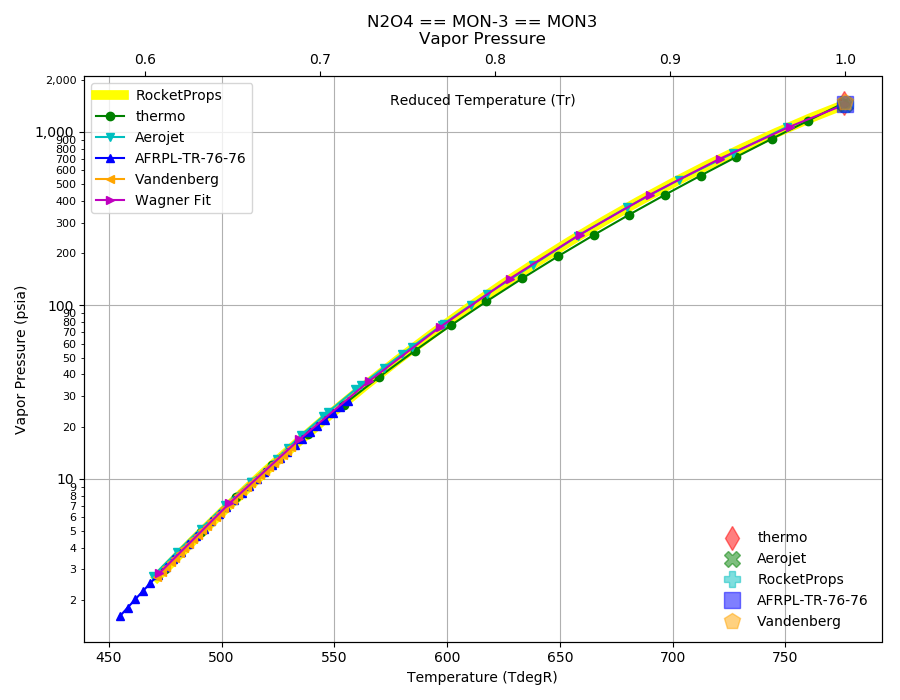 N2O4 == MON-3 == MON3
Vapor Pressure
0.6 0.7 0.8 0.9 1.0
Reduced Temperature (Tr)
RocketProps
thermo
Aerojet
AFRPL-TR-76-76
Vandenberg
Wagner Fit
2,000
1,000
900
800
700
600
500
400
300
200
100
90
80
70
60
50
40
30
20
10
9
8
7
6
5
4
3
2
Vapor Pressure (psia)
thermo
Aerojet
RocketProps
AFRPL-TR-76-76
Vandenberg
450 500 550 600 650 700 750
Temperature (TdegR)